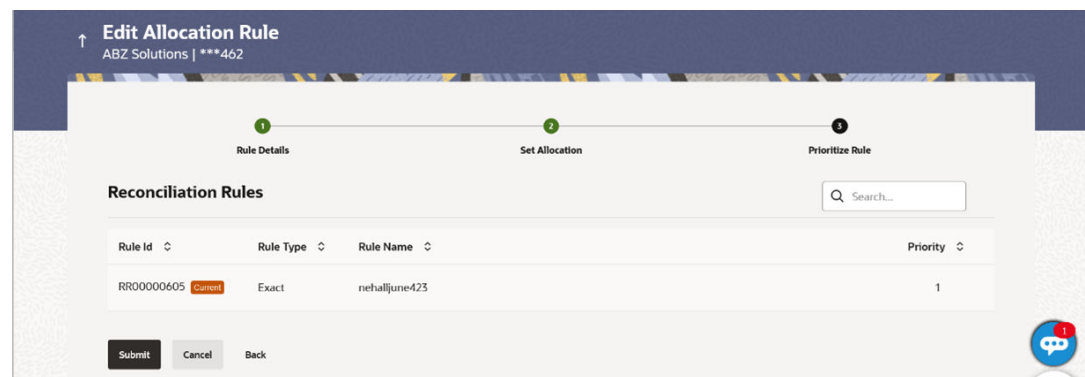 Edit Allocation Rule
ABZ Solutions | ***462
1 2 3
Rule Details Set Allocation Prioritize Rule
Reconciliation Rules Search...
Rule Id Rule Type Rule Name Priority
RR00000605 Current Exact nehalljune423 1
1
Submit Cancel Back